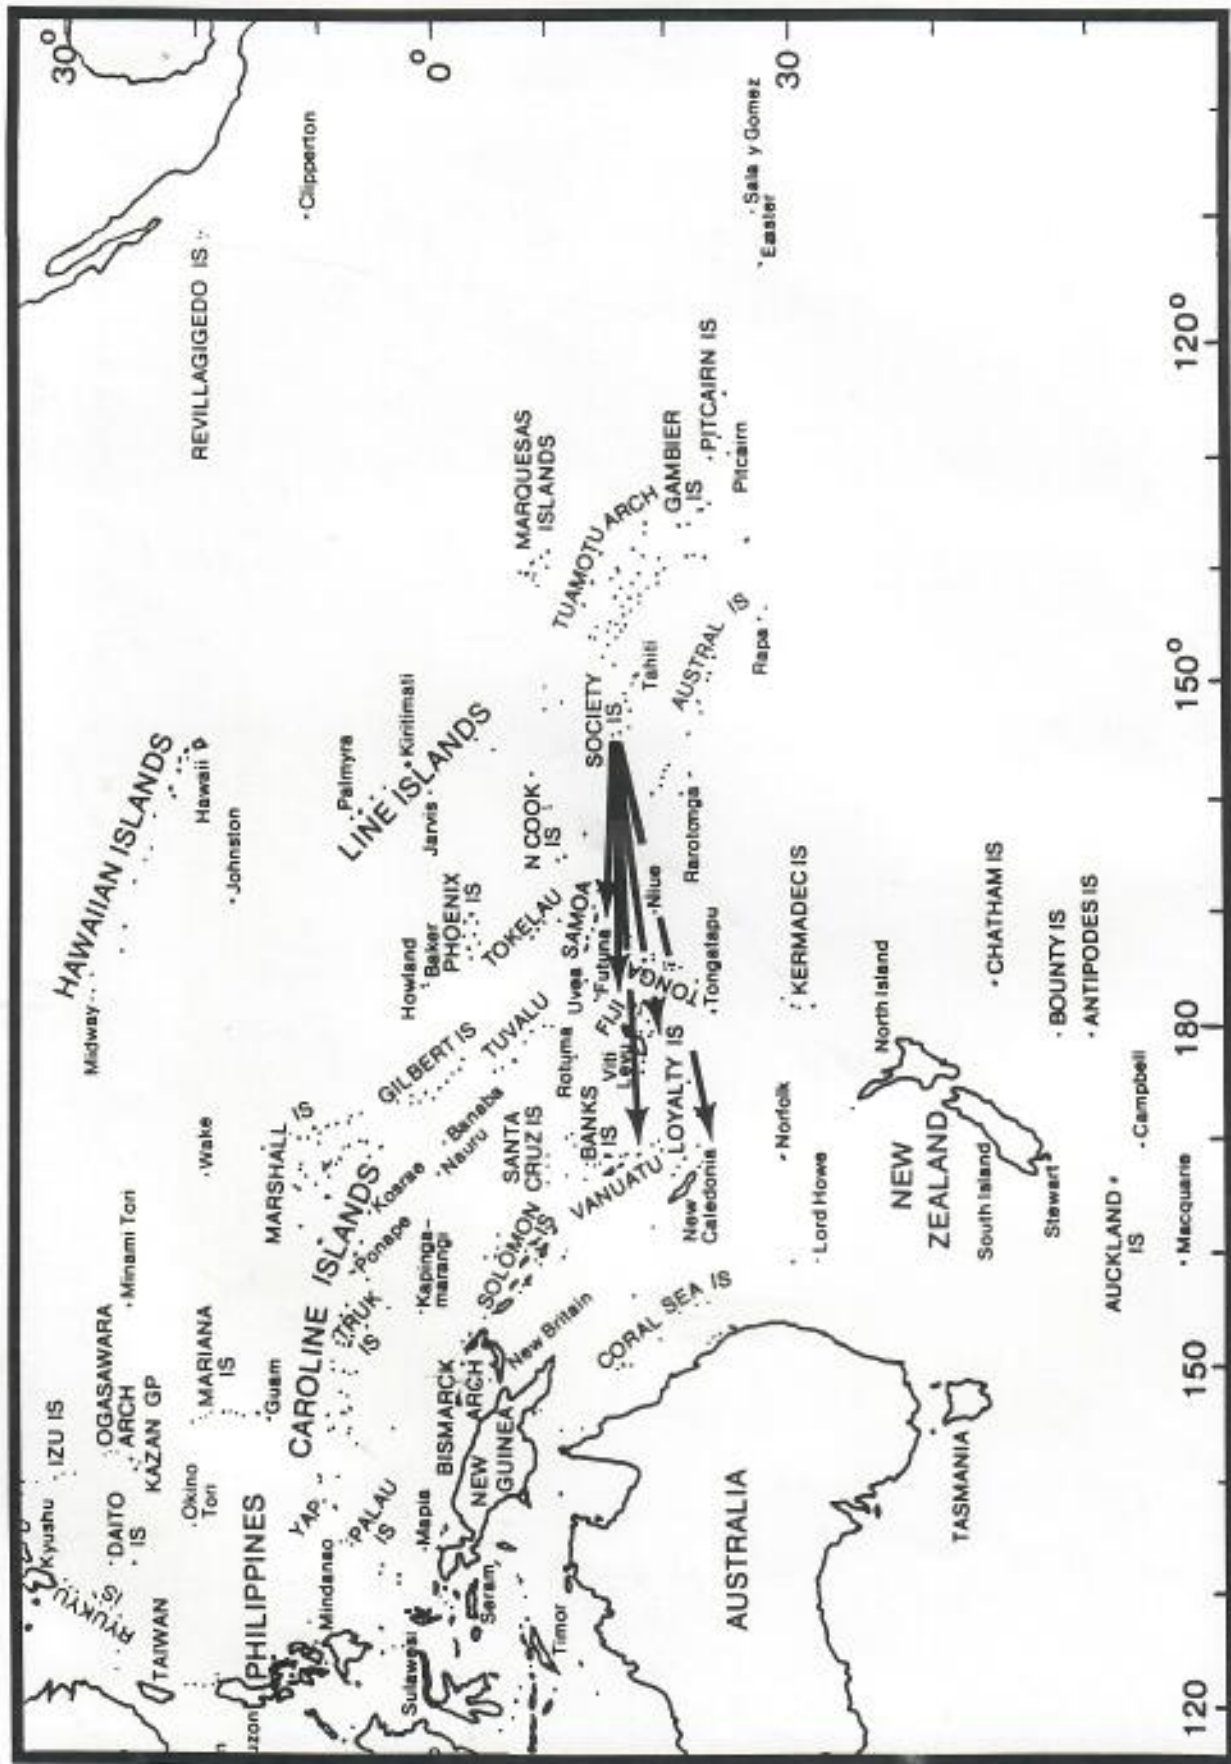 30°
0°
30
120°
150°
180
150
120
HAWAIIAN ISLANDS
Midway
Hawaii
Johnston
REVILLAGIGEDO IS
Clipperton
Palmyra
Kiritimati
LINE ISLANDS
Jarvis
MARQUESAS
ISLANDS
TUAMOTU ARCH
GAMBIER
IS
PITCAIRN IS
Pitcairn
Sala y Gomez
Easter
SOCIETY
IS
Tahiti
AUSTRAL IS
Rapa
N COOK
IS
Rarotonga
Niue
Howland
Baker
PHOENIX
IS
TOKELAU
SAMOA
Uvea
Futuna
TONGA
TONGA
Tongatapu
FIJI
Viti
Levu
Rotuma
TUVALU
GILBERT IS
Banaba
Nauru
KERMADEC IS
CHATHAM IS
BOUNTY IS
ANTIPODES IS
Campbell
North Island
NEW
ZEALAND
South Island
Stewart
AUCKLAND
IS
Macquarie
Norfolk
Lord Howe
LOYALTY IS
New
Caledonia
VANUATU
BANKS
IS
SANTA
CRUZ IS
SOLOMON
IS
MARSHALL IS
Wake
Minami Tori
CAROLINE ISLANDS
Kosrae
Ponape
Kapinga-
marangi
TRUK
IS
MARIANA
IS
Guam
OGASAWARA
ARCH
KAZAN GP
IZU IS
Kyushu
DAITO
IS
RYUKYU
IS
TAIWAN
Okino
Tori
PHILIPPINES
uzon
Mindanao
YAP
PALAU
IS
Mapia
BISMARCK
ARCH
NEW
GUINEA
New Britain
CORAL SEA IS
Sulawesi
Seram
Timor
AUSTRALIA
TASMANIA